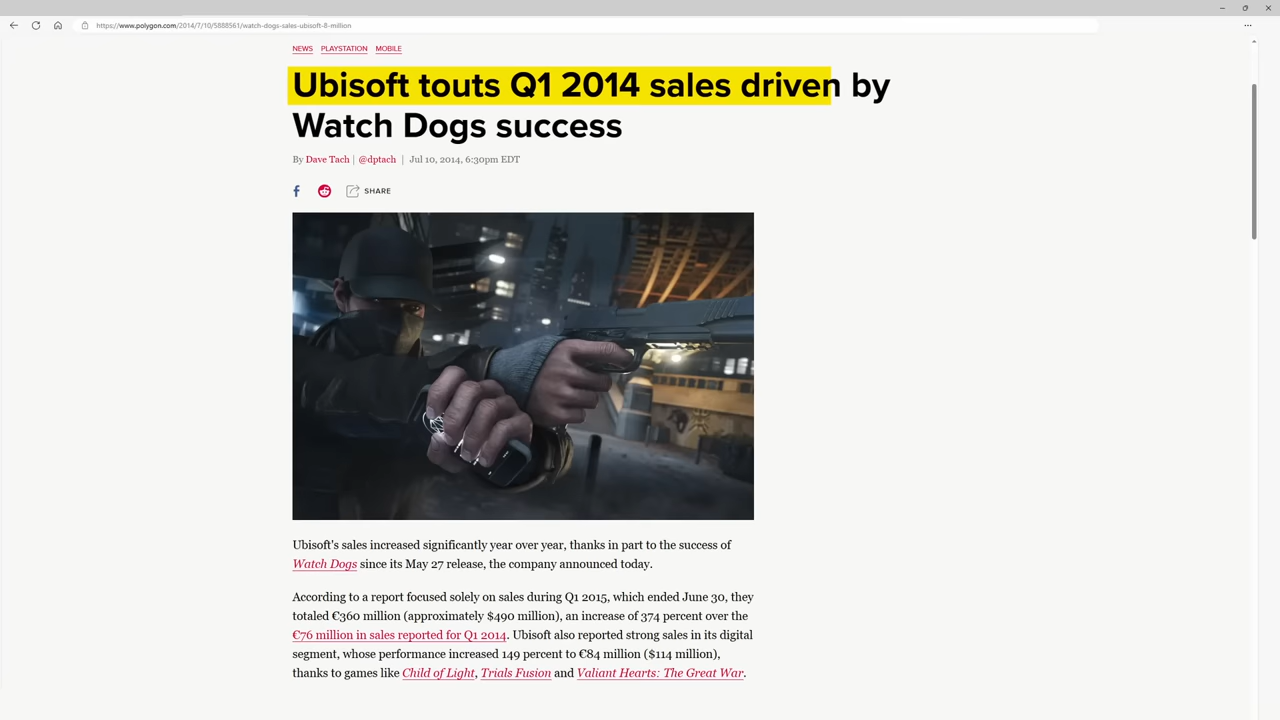 https://www.polygon.com/2014/7/10/5888561/watch-dogs-sales-ubisoft-8-million
NEWS PLAYSTATION MOBILE
Ubisoft touts Q1 2014 sales driven by
Watch Dogs success
By Dave Tach | @dptach | Jul 10, 2014, 6:30pm EDT
SHARE
Ubisoft's sales increased significantly year over year, thanks in part to the success of
Watch Dogs since its May 27 release, the company announced today.
According to a report focused solely on sales during Q1 2015, which ended June 30, they
totaled €360 million (approximately $490 million), an increase of 374 percent over the
€76 million in sales reported for Q1 2014. Ubisoft also reported strong sales in its digital
segment, whose performance increased 149 percent to €84 million ($114 million),
thanks to games like Child of Light, Trials Fusion and Valiant Hearts: The Great War.